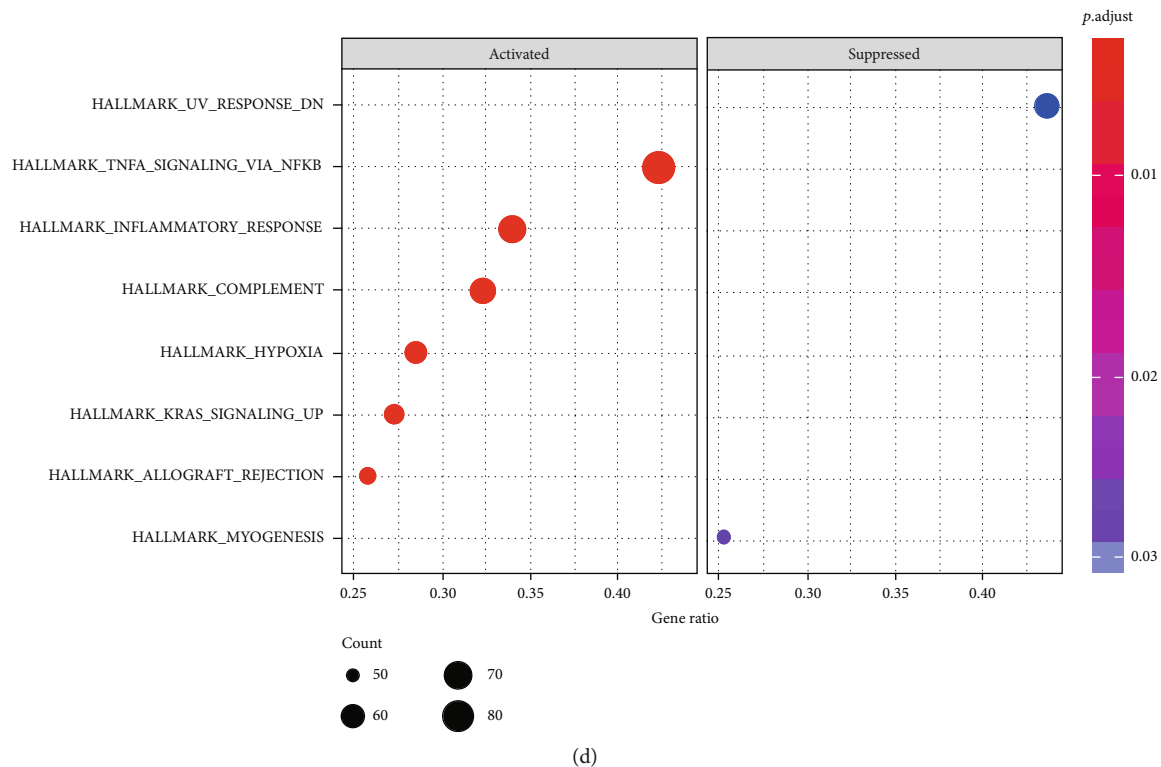 p.adjust
Activated
Suppressed
HALLMARK_UV_RESPONSE_DN
HALLMARK_TNFA_SIGNALING_VIA_NFKB
HALLMARK_INFLAMMATORY_RESPONSE
HALLMARK_COMPLEMENT
HALLMARK_HYPOXIA
HALLMARK_KRAS_SIGNALING_UP
HALLMARK_ALLOGRAFT_REJECTION
HALLMARK_MYOGENESIS
0.01
0.02
0.03
0.25 0.30 0.35 0.40
0.25 0.30 0.35 0.40
Gene ratio
Count
50 70
60 80
(d)